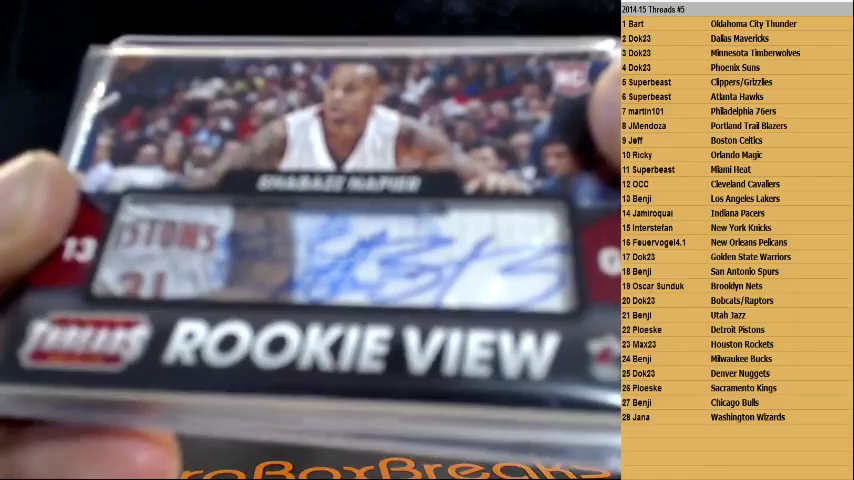 RC
SHABAZZ NAPIER
13
ISTONS
31
THREADS
ROOKIE VIEW
roBoxBreaks
2014-15 Threads #5
1 Bart Oklahoma City Thunder
2 Dok23 Dallas Mavericks
3 Dok23 Minnesota Timberwolves
4 Dok23 Phoenix Suns
5 Superbeast Clippers/Grizzlies
6 Superbeast Atlanta Hawks
7 martin101 Philadelphia 76ers
8 JMendoza Portland Trail Blazers
9 Jeff Boston Celtics
10 Ricky Orlando Magic
11 Superbeast Miami Heat
12 OCC Cleveland Cavaliers
13 Benji Los Angeles Lakers
14 Jamiroquai Indiana Pacers
15 Interstefan New York Knicks
16 Feuervogel4.1 New Orleans Pelicans
17 Dok23 Golden State Warriors
18 Benji San Antonio Spurs
19 Oscar Sunduk Brooklyn Nets
20 Dok23 Bobcats/Raptors
21 Benji Utah Jazz
22 Ploeske Detroit Pistons
23 Max23 Houston Rockets
24 Benji Milwaukee Bucks
25 Dok23 Denver Nuggets
26 Ploeske Sacramento Kings
27 Benji Chicago Bulls
28 Jana Washington Wizards